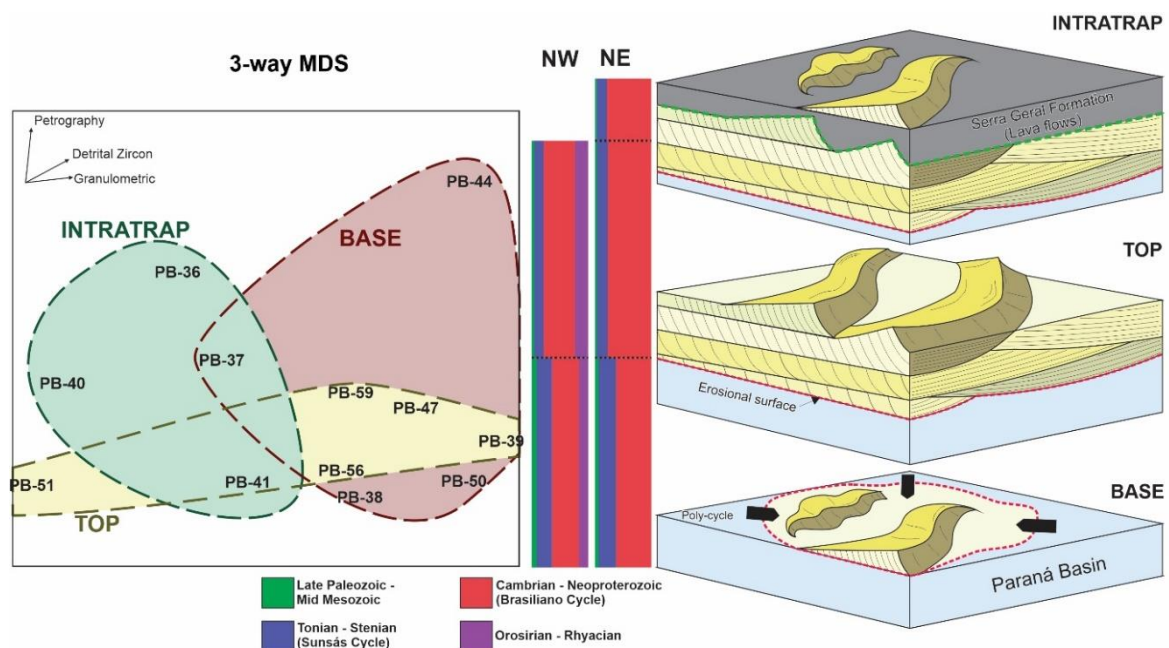 3-way MDS
Petrography
Detrital Zircon
Granulometric
INTRATRAP
BASE
TOP
PB-44
PB-36
PB-37
PB-40
PB-59
PB-47
PB-39
PB-51
PB-41
PB-56
PB-38
PB-50
NW
NE
Late Paleozoic -
Mid Mesozoic
Cambrian - Neoproterozoic
(Brasiliano Cycle)
Tonian - Stenian
(Sunsás Cycle)
Orosirian - Rhyacian
INTRATRAP
Serra Geral Formation
(Lava flows)
TOP
Erosional surface
BASE
Poly-cycle
Paraná Basin